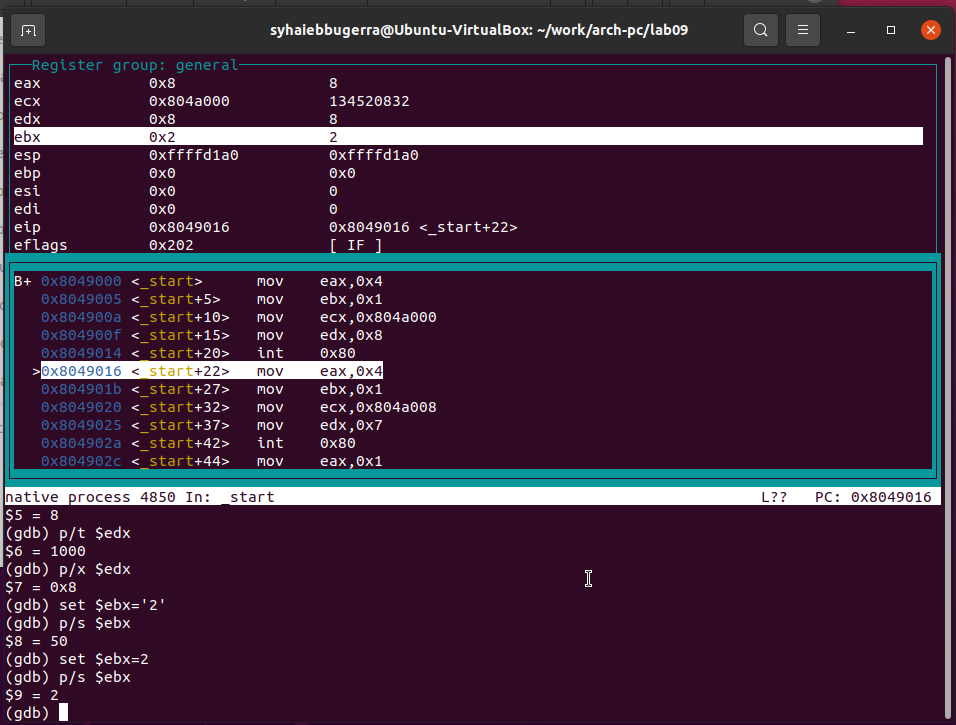 syhaiebbugerra@Ubuntu-VirtualBox: ~/work/arch-pc/lab09
Register group: general
eax 0x8 8
ecx 0x804a000 134520832
edx 0x8 8
ebx 0x2 2
esp 0xffffd1a0 0xffffd1a0
ebp 0x0 0x0
esi 0x0 0
edi 0x0 0
eip 0x8049016 0x8049016 <_start+22>
eflags 0x202 [ IF ]
B+ 0x8049000 <_start> mov eax,0x4
0x8049005 <_start+5> mov ebx,0x1
0x804900a <_start+10> mov ecx,0x804a000
0x804900f <_start+15> mov edx,0x8
0x8049014 <_start+20> int 0x80
>0x8049016 <_start+22> mov eax,0x4
0x804901b <_start+27> mov ebx,0x1
0x8049020 <_start+32> mov ecx,0x804a008
0x8049025 <_start+37> mov edx,0x7
0x804902a <_start+42> int 0x80
0x804902c <_start+44> mov eax,0x1
native process 4850 In: _start L?? PC: 0x8049016
$5 = 8
(gdb) p/t $edx
$6 = 1000
(gdb) p/x $edx
$7 = 0x8
(gdb) set $ebx='2'
(gdb) p/s $ebx
$8 = 50
(gdb) set $ebx=2
(gdb) p/s $ebx
$9 = 2
(gdb)